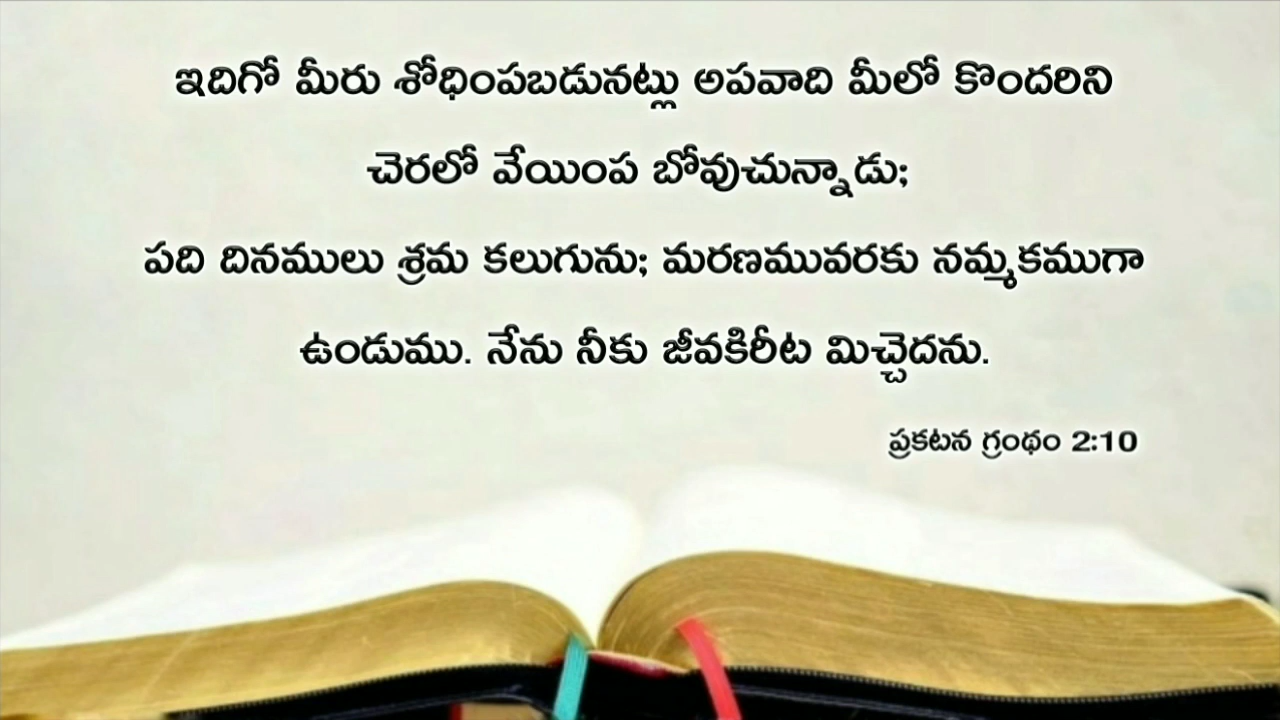 ఇదిగో మీరు శోధింపబడునట్లు అపవాది మీలో కొందరిని
చెరలో వేయింప బోవుచున్నాడు;
పది దినములు శ్రమ కలుగును; మరణమువరకు నమ్మకముగా
ఉండుము. నేను నీకు జీవకిరీట మిచ్చెదను.
ప్రకటన గ్రంథం 2:10